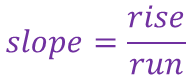 slope = rise/run